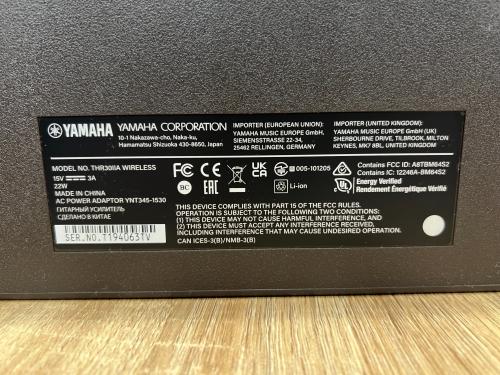 YAMAHA YAMAHA CORPORATION
10-1 Nakazawa-cho, Naka-ku,
Hamamatsu Shizuoka 430-8650, Japan
IMPORTER (EUROPEAN UNION):
YAMAHA MUSIC EUROPE GmbH,
SIEMENSSTRASSE 22-34,
25462 RELLINGEN, GERMANY
IMPORTER (UNITED KINGDOM):
YAMAHA MUSIC EUROPE GmbH (UK)
SHERBOURNE DRIVE, TILBROOK, MILTON
KEYNES, MK7 8BL, UNITED KINGDOM
MODEL NO. THR30IIA WIRELESS
15V 3A
22W
MADE IN CHINA
AC POWER ADAPTOR YNT345-1530
ГИТАРНЫЙ УСИЛИТЕЛЬ
СДЕЛАНО В КИТАЕ
SER.NO.T194063TV
FC CE UK CA 005-101205
BC EAC Li-ion
Contains FCC ID: A6TBM64S2
Contains IC: 12246A-BM64S2
Energy Verified
Rendement Énergétique Vérifié
THIS DEVICE COMPLIES WITH PART 15 OF THE FCC RULES.
OPERATION IS SUBJECT TO THE FOLLOWING TWO CONDITIONS:
(1) THIS DEVICE MAY NOT CAUSE HARMFUL INTERFERENCE, AND
(2) THIS DEVICE MUST ACCEPT ANY INTERFERENCE RECEIVED,
INCLUDING INTERFERENCE THAT MAY CAUSE UNDESIRED OPERATION.
CAN ICES-3(B)/NMB-3(B)